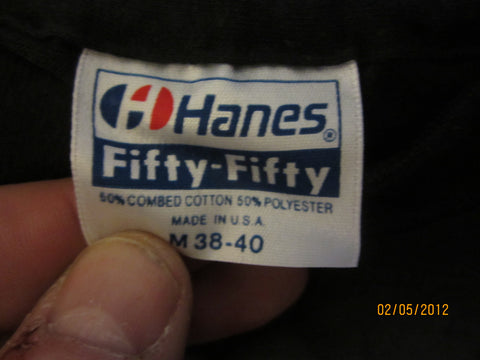 Hanes®
Fifty-Fifty
50% COMBED COTTON 50% POLYESTER
MADE IN U.S.A.
M 38-40
02/05/2012